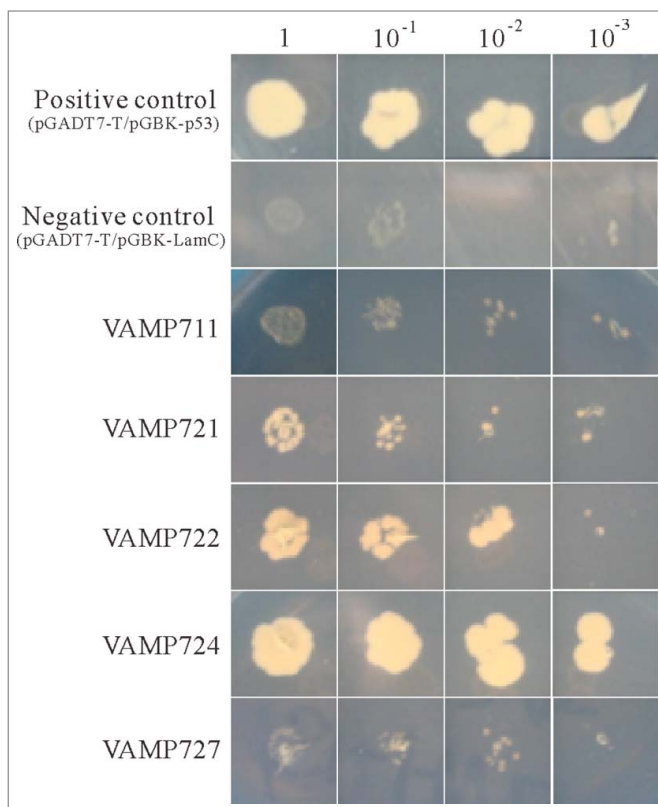 1 10⁻¹ 10⁻² 10⁻³
Positive control
(pGADT7-T/pGBK-p53)
Negative control
(pGADT7-T/pGBK-LamC)
VAMP711
VAMP721
VAMP722
VAMP724
VAMP727